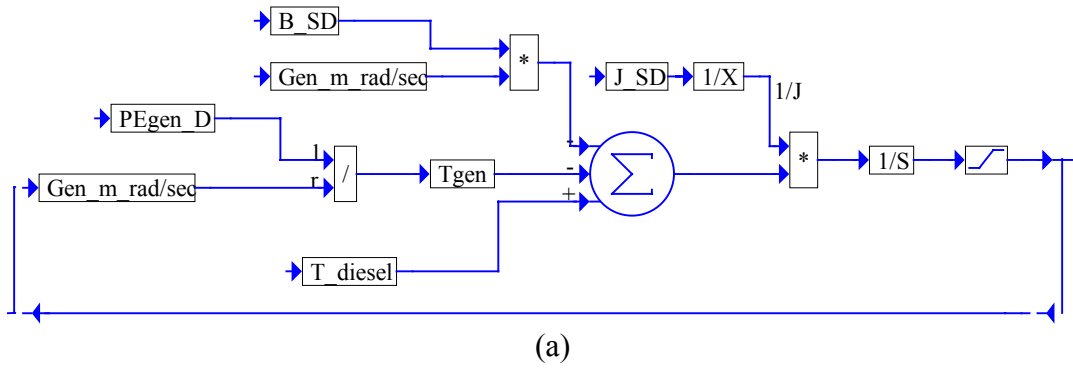 B_SD
*
Gen_m_rad/sec
J_SD
1/X
1/J
PEgen_D
l
r
/
Tgen
-
-
+
Σ
*
1/S
Gen_m_rad/sec
T_diesel
(a)